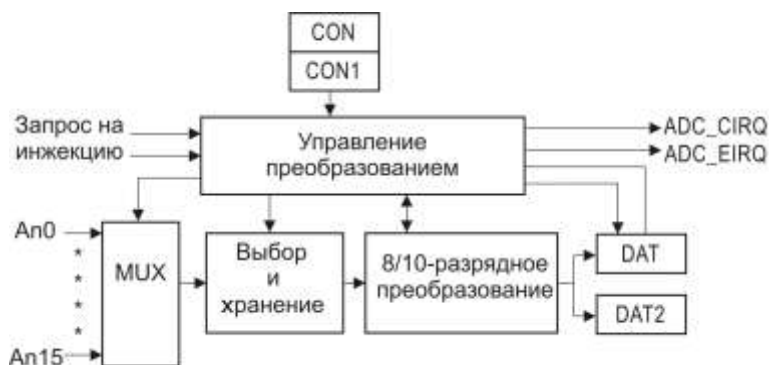 CON
CON1
Запрос на
инжекцию
Управление
преобразованием
ADC_CIRQ
ADC_EIRQ
An0
*
*
*
*
An15
MUX
Выбор
и
хранение
8/10-разрядное
преобразование
DAT
DAT2